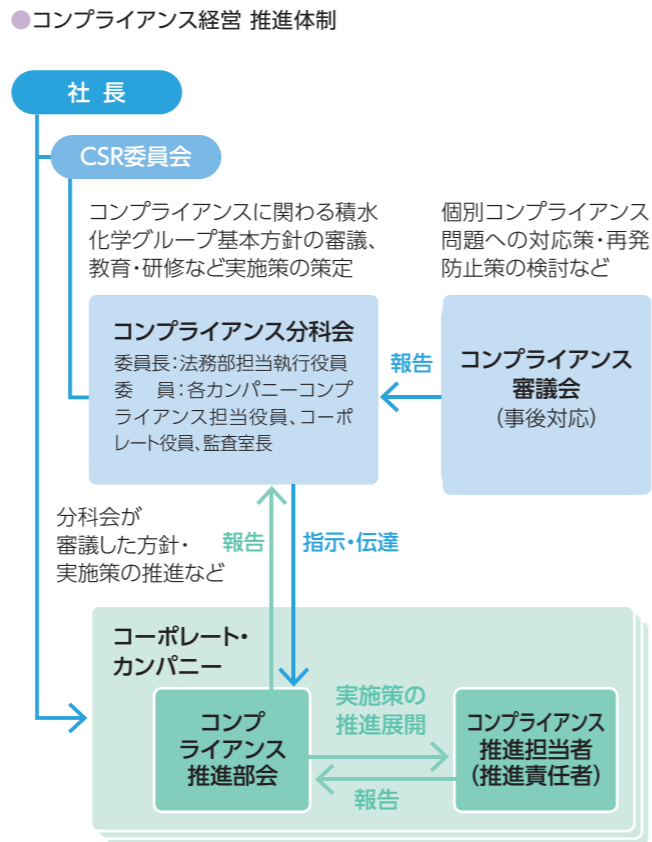 ●コンプライアンス経営 推進体制
社 長
CSR委員会
コンプライアンスに関わる積水
化学グループ基本方針の審議、
教育・研修など実施策の策定
個別コンプライアンス
問題への対応策・再発
防止策の検討など
コンプライアンス分科会
委員長：法務部担当執行役員
委　員：各カンパニーコンプ
ライアンス担当役員、コーポ
レート役員、監査室長
報告
コンプライアンス
審議会
（事後対応）
分科会が
審議した方針・
実施策の推進など
報告
指示・伝達
コーポレート・
カンパニー
コンプ
ライアンス
推進部会
実施策の
推進展開
報告
コンプライアンス
推進担当者
（推進責任者）